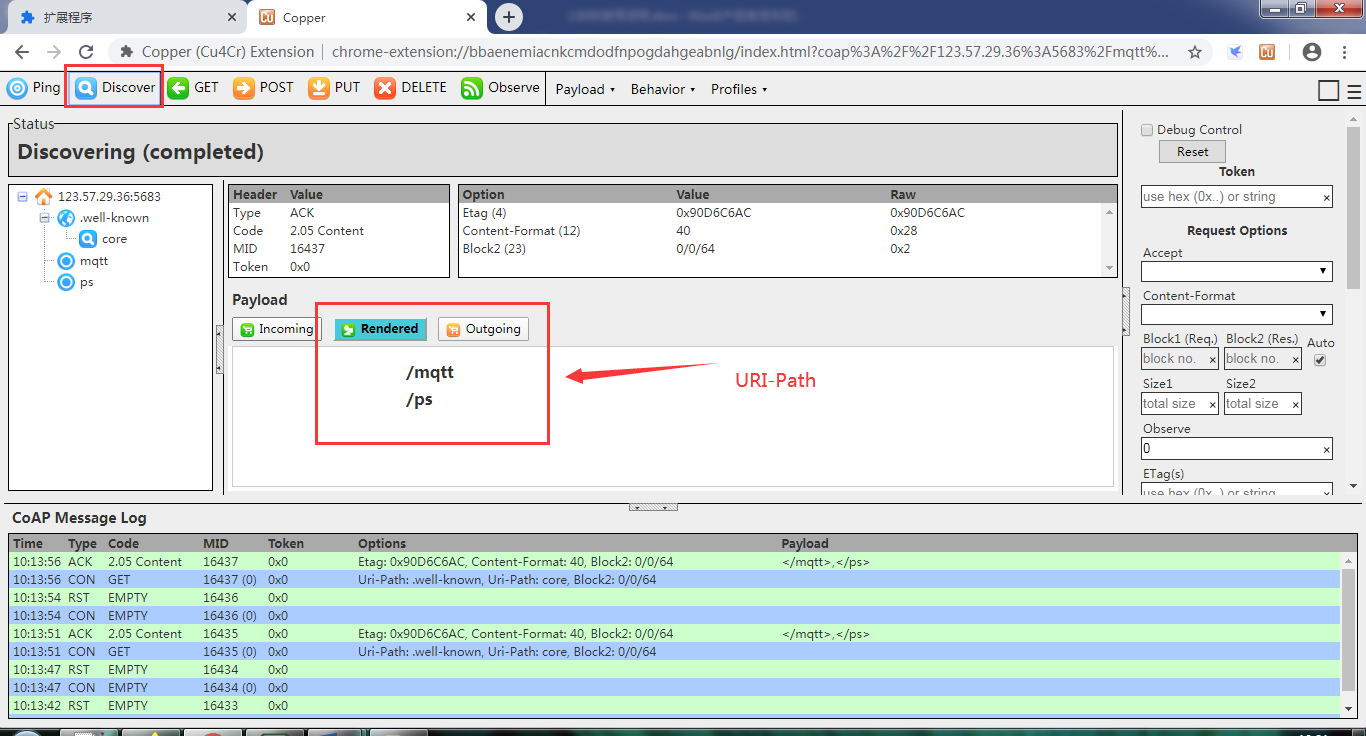 扩展程序
Copper
Copper (Cu4Cr) Extension | chrome-extension://bbaenemiacnkcmdodfnpogdahgeabnlg/index.html?coap%3A%2F%2F123.57.29.36%3A5683%2Fmqtt%...
Ping Discover GET POST PUT DELETE Observe Payload Behavior Profiles
Status
Discovering (completed)
123.57.29.36:5683
.well-known
core
mqtt
ps
Header Value
Type ACK
Code 2.05 Content
MID 16437
Token 0x0
Option Value Raw
Etag (4) 0x90D6C6AC 0x90D6C6AC
Content-Format (12) 40 0x28
Block2 (23) 0/0/64 0x2
Payload
Incoming Rendered Outgoing
/mqtt
/ps
URI-Path
Debug Control
Reset
Token
use hex (0x..) or string ×
Request Options
Accept
Content-Format
Block1 (Req.) Block2 (Res.) Auto
block no. × block no. ×
Size1 Size2
total size × total size ×
Observe
0 ×
ETag(s)
use hex (0x..) or string ×
CoAP Message Log
Time Type Code MID Token Options Payload
10:13:56 ACK 2.05 Content 16437 0x0 Etag: 0x90D6C6AC, Content-Format: 40, Block2: 0/0/64 </mqtt>,</ps>
10:13:56 CON GET 16437 (0) 0x0 Uri-Path: .well-known, Uri-Path: core, Block2: 0/0/64
10:13:54 RST EMPTY 16436 0x0
10:13:54 CON EMPTY 16436 (0) 0x0
10:13:51 ACK 2.05 Content 16435 0x0 Etag: 0x90D6C6AC, Content-Format: 40, Block2: 0/0/64 </mqtt>,</ps>
10:13:51 CON GET 16435 (0) 0x0 Uri-Path: .well-known, Uri-Path: core, Block2: 0/0/64
10:13:47 RST EMPTY 16434 0x0
10:13:47 CON EMPTY 16434 (0) 0x0
10:13:42 RST EMPTY 16433 0x0